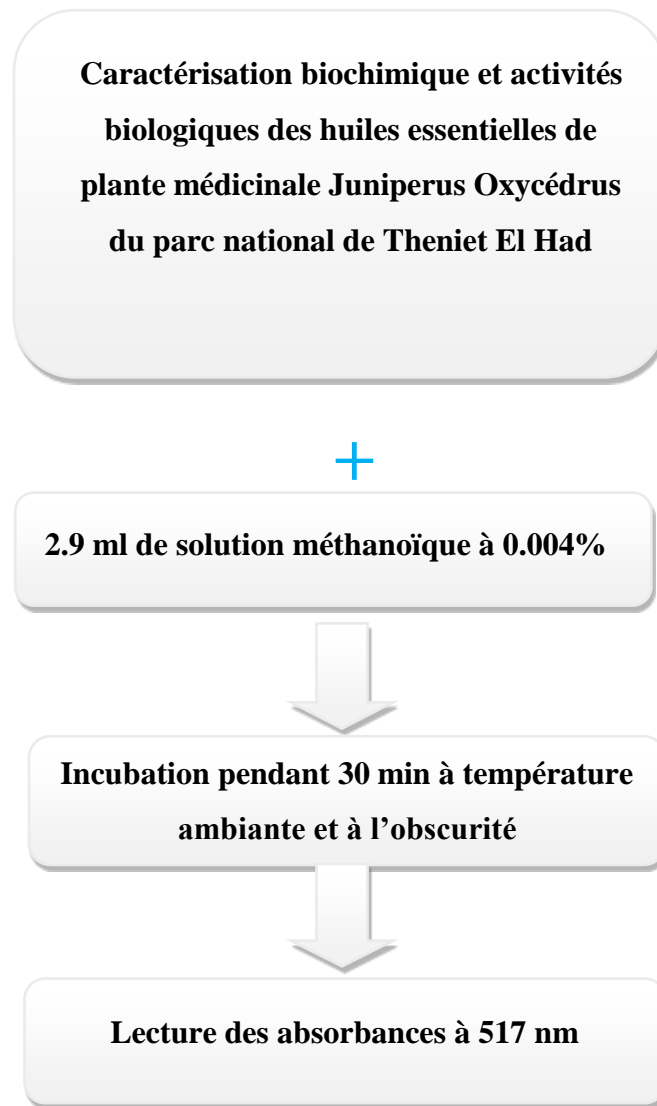 Caractérisation biochimique et activités
biologiques des huiles essentielles de
plante médicinale Juniperus Oxycédrus
du parc national de Theniet El Had
+
2.9 ml de solution méthanoïque à 0.004%
Incubation pendant 30 min à température
ambiante et à l’obscurité
Lecture des absorbances à 517 nm